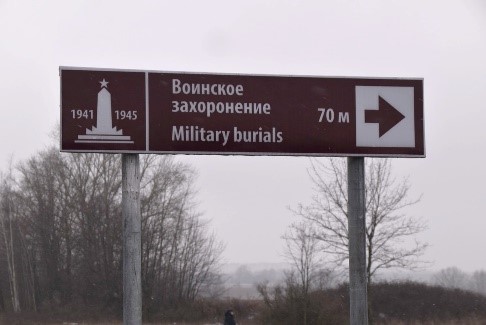 1941 1945
Воинское
захоронение
Military burials
70 м